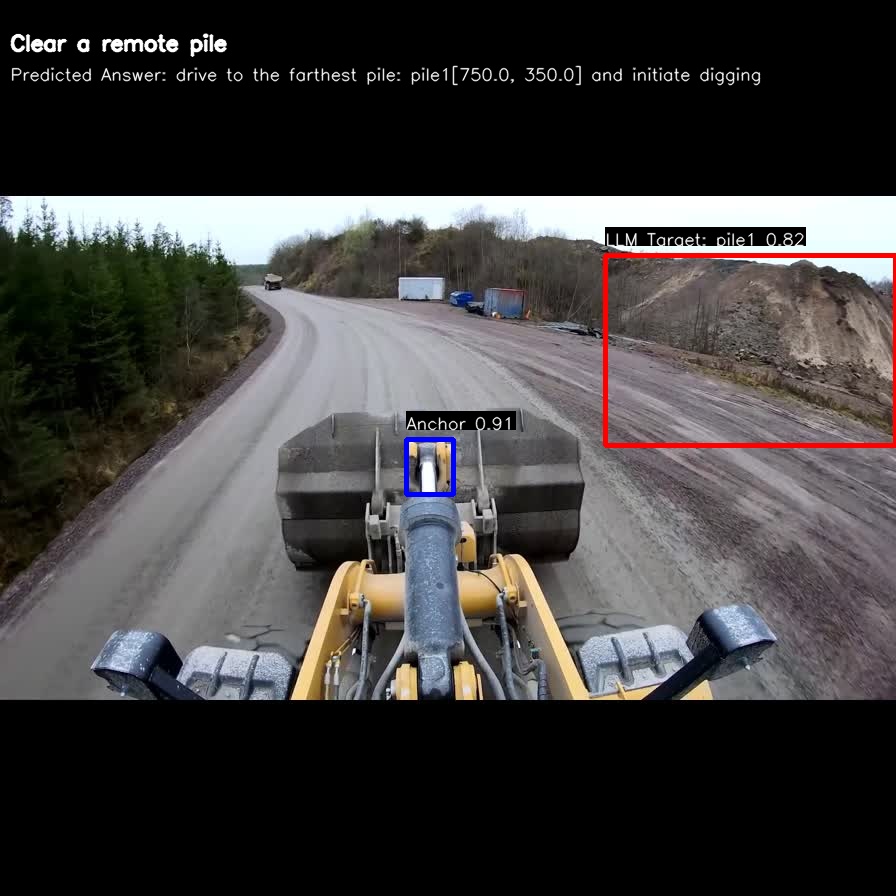 Clear a remote pile
Predicted Answer: drive to the farthest pile: pile1[750.0, 350.0] and initiate digging
LLM Target: pile1 0.82
Anchor 0.91